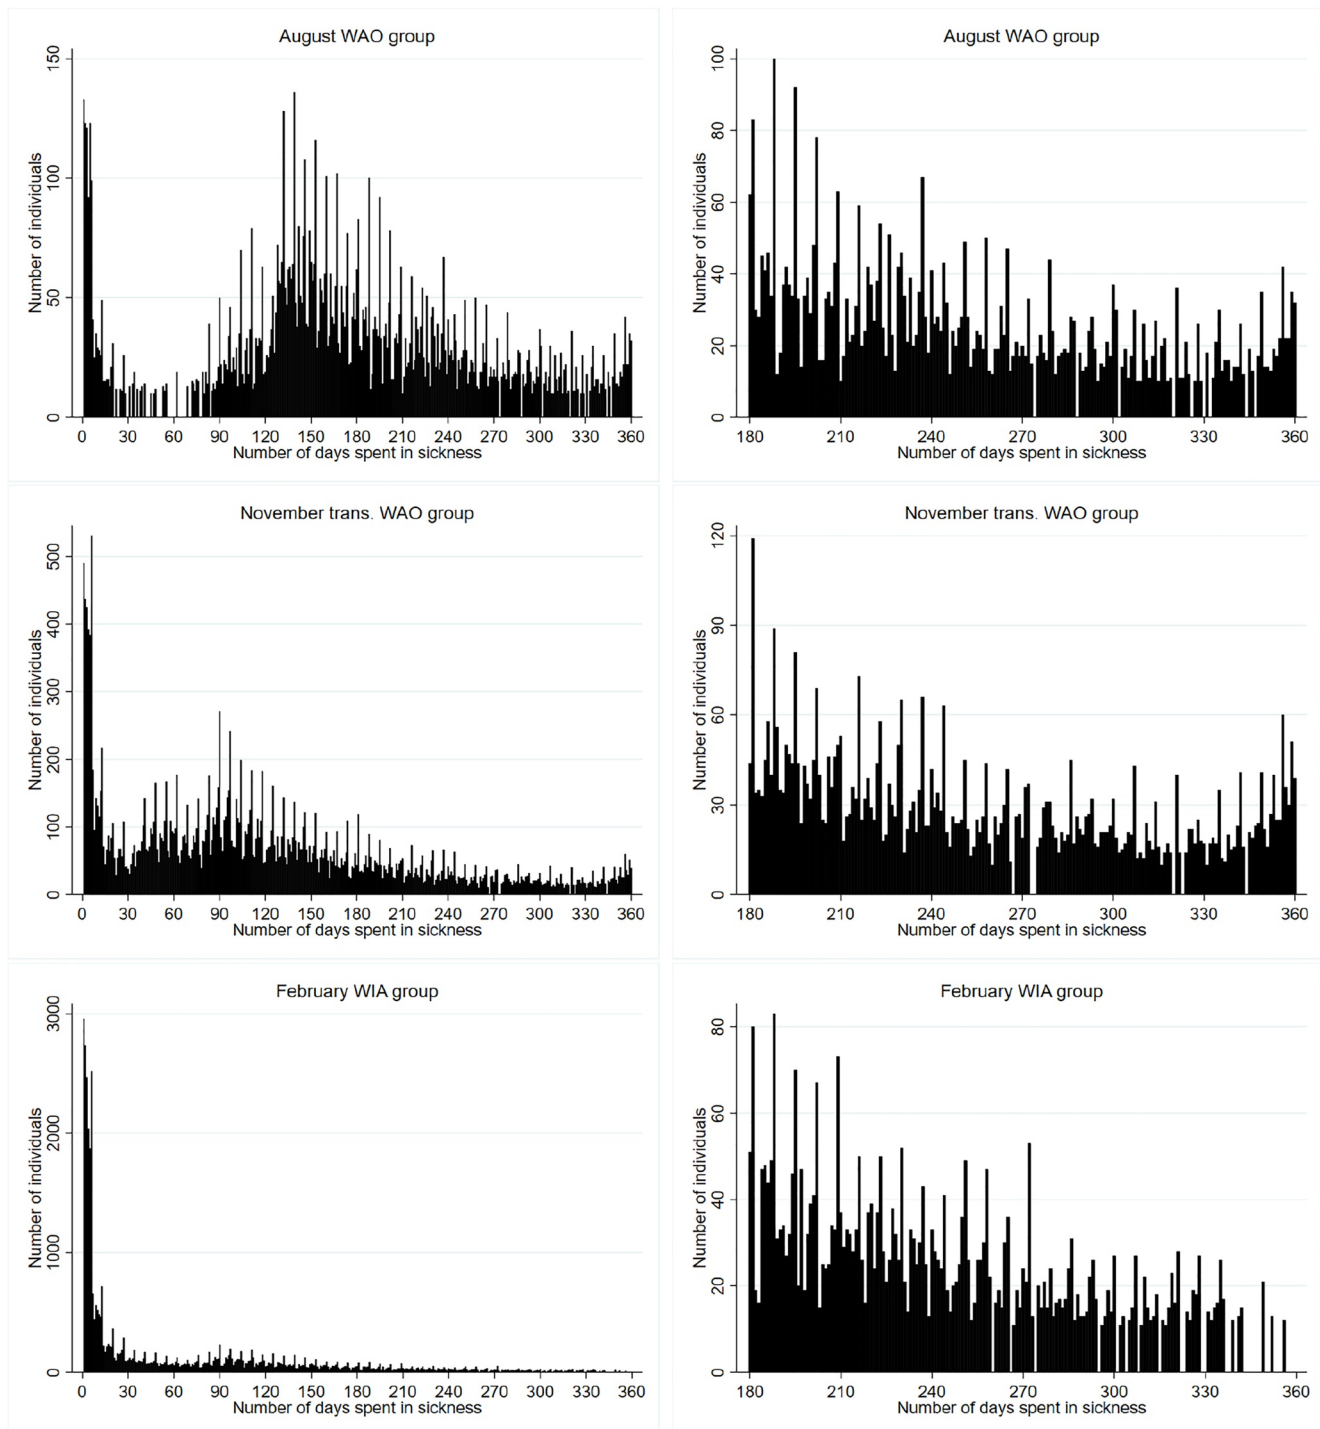 August WAO group
Number of individuals
150
100
50
0
0 30 60 90 120 150 180 210 240 270 300 330 360
Number of days spent in sickness
August WAO group
Number of individuals
100
80
60
40
20
0
180 210 240 270 300 330 360
Number of days spent in sickness
November trans. WAO group
Number of individuals
500
400
300
200
100
0
0 30 60 90 120 150 180 210 240 270 300 330 360
Number of days spent in sickness
November trans. WAO group
Number of individuals
120
90
60
30
0
180 210 240 270 300 330 360
Number of days spent in sickness
February WIA group
Number of individuals
3000
2000
1000
0
0 30 60 90 120 150 180 210 240 270 300 330 360
Number of days spent in sickness
February WIA group
Number of individuals
80
60
40
20
0
180 210 240 270 300 330 360
Number of days spent in sickness